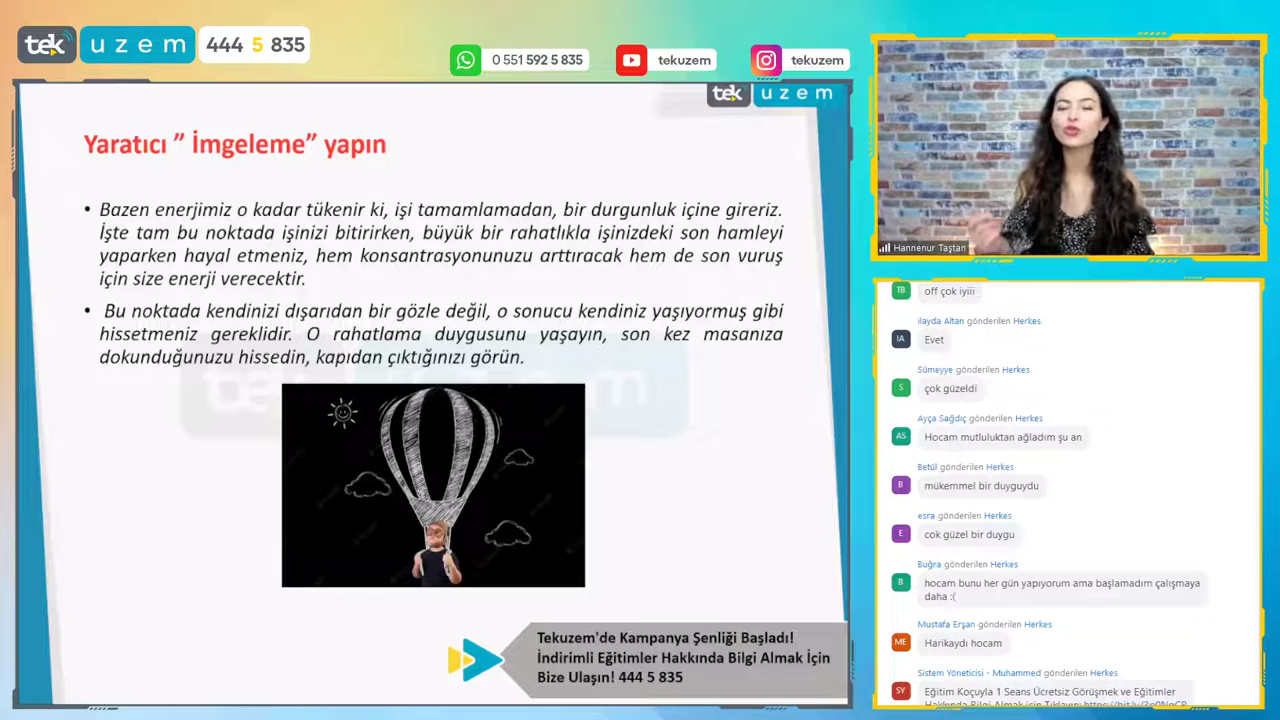 tek uzem 444 5 835
0 551 592 5 835
tekuzem
tekuzem
tek uzem
Yaratıcı ” İmgeleme” yapın
• Bazen enerjimiz o kadar tükenir ki, işi tamamlamadan, bir durgunluk içine gireriz.
İşte tam bu noktada işinizi bitirirken, büyük bir rahatlıkla işinizdeki son hamleyi
yaparken hayal etmeniz, hem konsantrasyonunuzu arttıracak hem de son vuruş
için size enerji verecektir.
• Bu noktada kendinizi dışarıdan bir gözle değil, o sonucu kendiniz yaşıyormuş gibi
hissetmeniz gereklidir. O rahatlama duygusunu yaşayın, son kez masanıza
dokunduğunuzu hissedin, kapıdan çıktığınızı görün.
Tekuzem'de Kampanya Şenliği Başladı!
İndirimli Eğitimler Hakkında Bilgi Almak İçin
Bize Ulaşın! 444 5 835
Hannenur Taştan
TB
off çok iyiii
ilayda Altan gönderilen Herkes
IA
Evet
Sümeyye gönderilen Herkes
S
çok güzeldi
Ayça Sağdıç gönderilen Herkes
AS
Hocam mutluluktan ağladım şu an
Betül gönderilen Herkes
B
mükemmel bir duyguydu
esra gönderilen Herkes
E
cok güzel bir duygu
Buğra gönderilen Herkes
B
hocam bunu her gün yapıyorum ama başlamadım çalışmaya
daha :(
Mustafa Erşan gönderilen Herkes
ME
Harikaydı hocam
Sistem Yöneticisi - Muhammed gönderilen Herkes
SY
Eğitim Koçuyla 1 Seans Ücretsiz Görüşmek ve Eğitimler
Hakkında Bilgi Almak için Tıklayın: